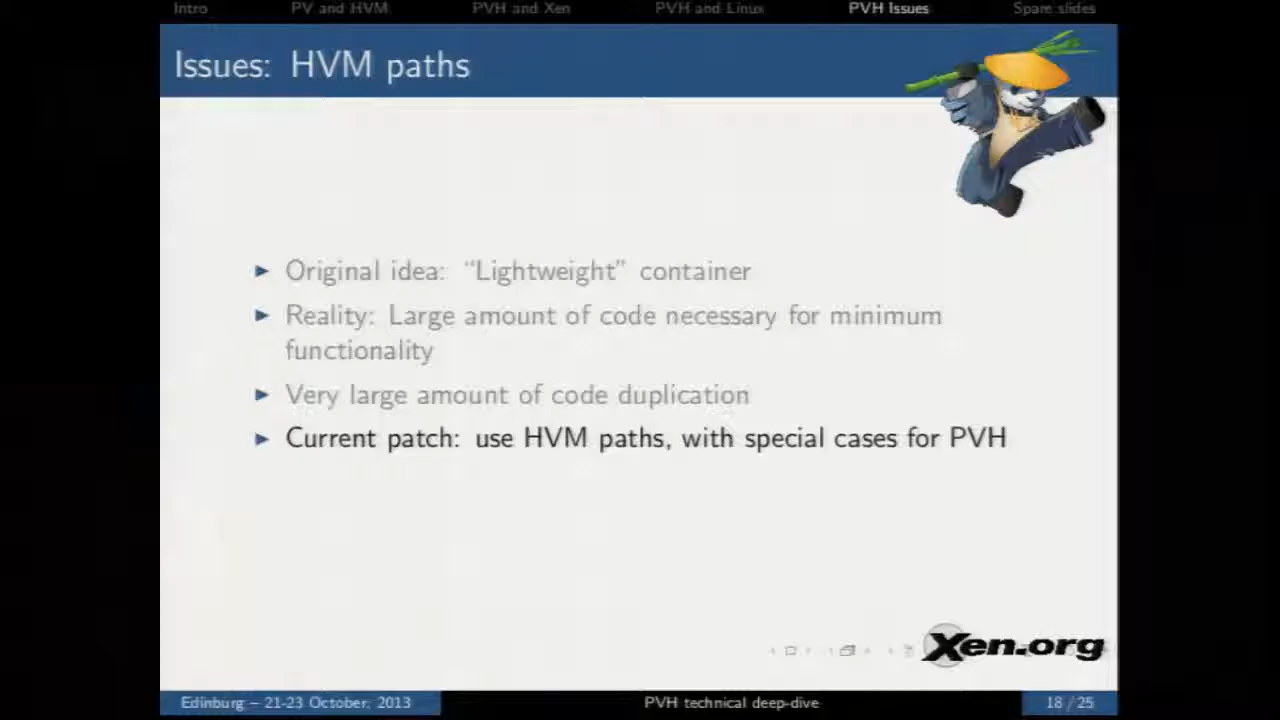 Intro PV and HVM PVH and Xen PVH and Linux PVH Issues Spare slides
Issues: HVM paths
Original idea: “Lightweight” container
Reality: Large amount of code necessary for minimum
functionality
Very large amount of code duplication
Current patch: use HVM paths, with special cases for PVH
Xen.org
Edinburg – 21-23 October, 2013 PVH technical deep-dive 18 / 25